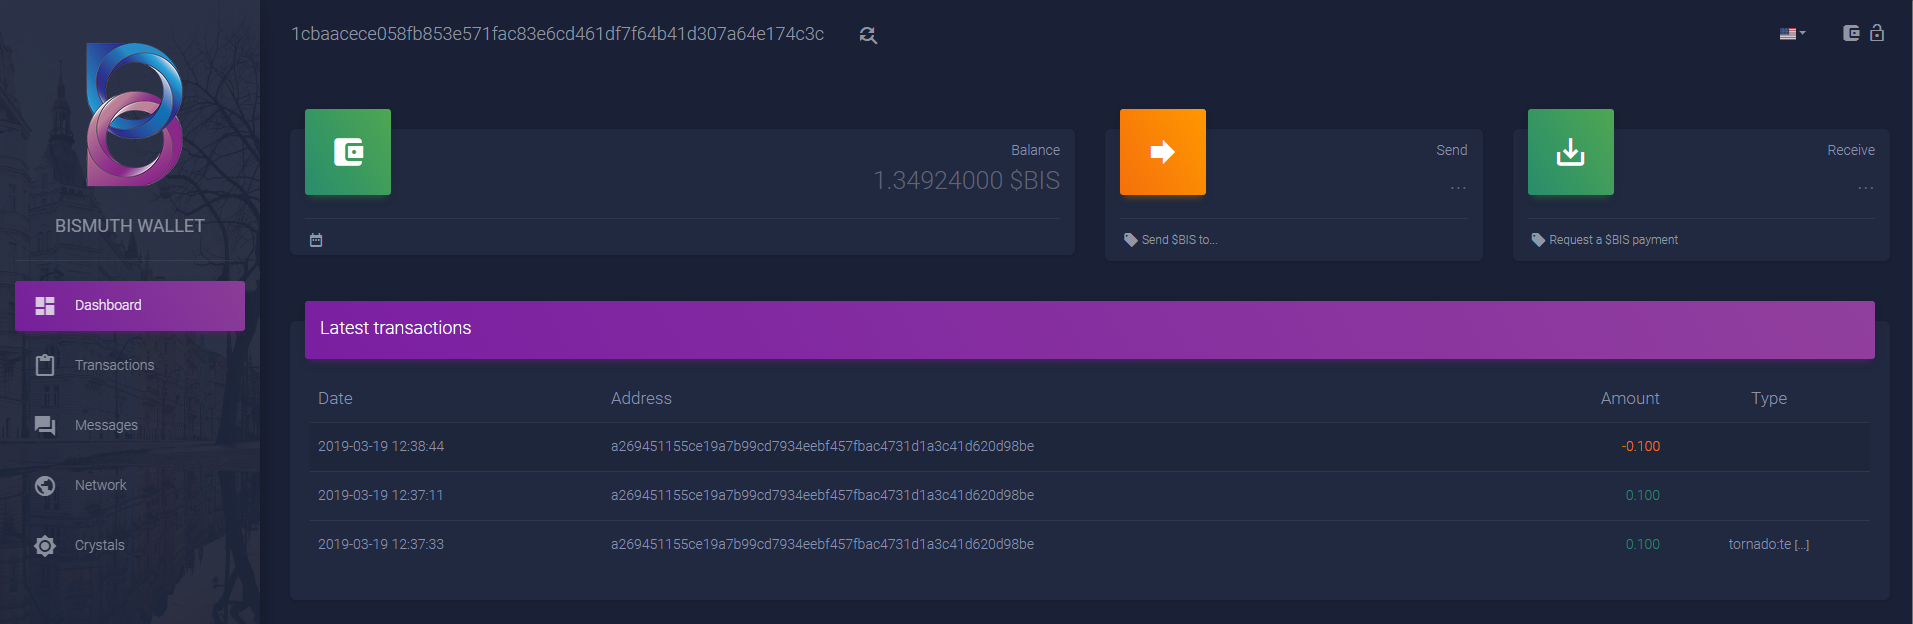 1cbaacece058fb853e571fac83e6cd461df7f64b41d307a64e174c3c
BISMUTH WALLET
Dashboard
Transactions
Messages
Network
Crystals
Balance
1.34924000 $BIS
Send
...
Send $BIS to...
Receive
...
Request a $BIS payment
Latest transactions
Date Address Amount Type
2019-03-19 12:38:44 a269451155ce19a7b99cd7934eebf457fbac4731d1a3c41d620d98be -0.100
2019-03-19 12:37:11 a269451155ce19a7b99cd7934eebf457fbac4731d1a3c41d620d98be 0.100
2019-03-19 12:37:33 a269451155ce19a7b99cd7934eebf457fbac4731d1a3c41d620d98be 0.100 tornado:te [...]